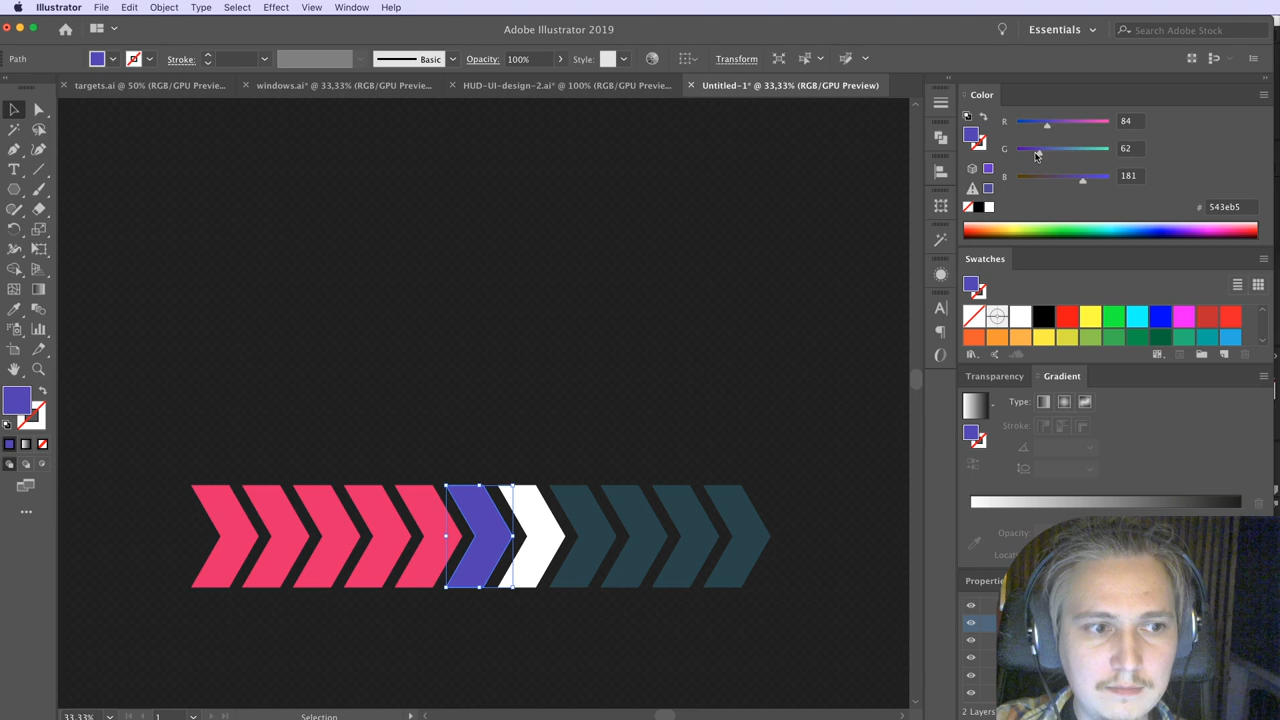 Illustrator File Edit Object Type Select Effect View Window Help
Adobe Illustrator 2019
Essentials
Search Adobe Stock
Path
Stroke:
Basic
Opacity: 100%
Style:
Transform
targets.ai @ 50% (RGB/GPU Previe...
windows.ai* @ 33,33% (RGB/GPU Previe...
HUD-UI-design-2.ai* @ 100% (RGB/GPU Previe...
Untitled-1* @ 33,33% (RGB/GPU Preview)
Color
R 84
G 62
B 181
# 543eb5
Swatches
Transparency Gradient
Type:
Stroke:
Opacity:
Locat
Properti
2 Layers
33,33% 1 Selection